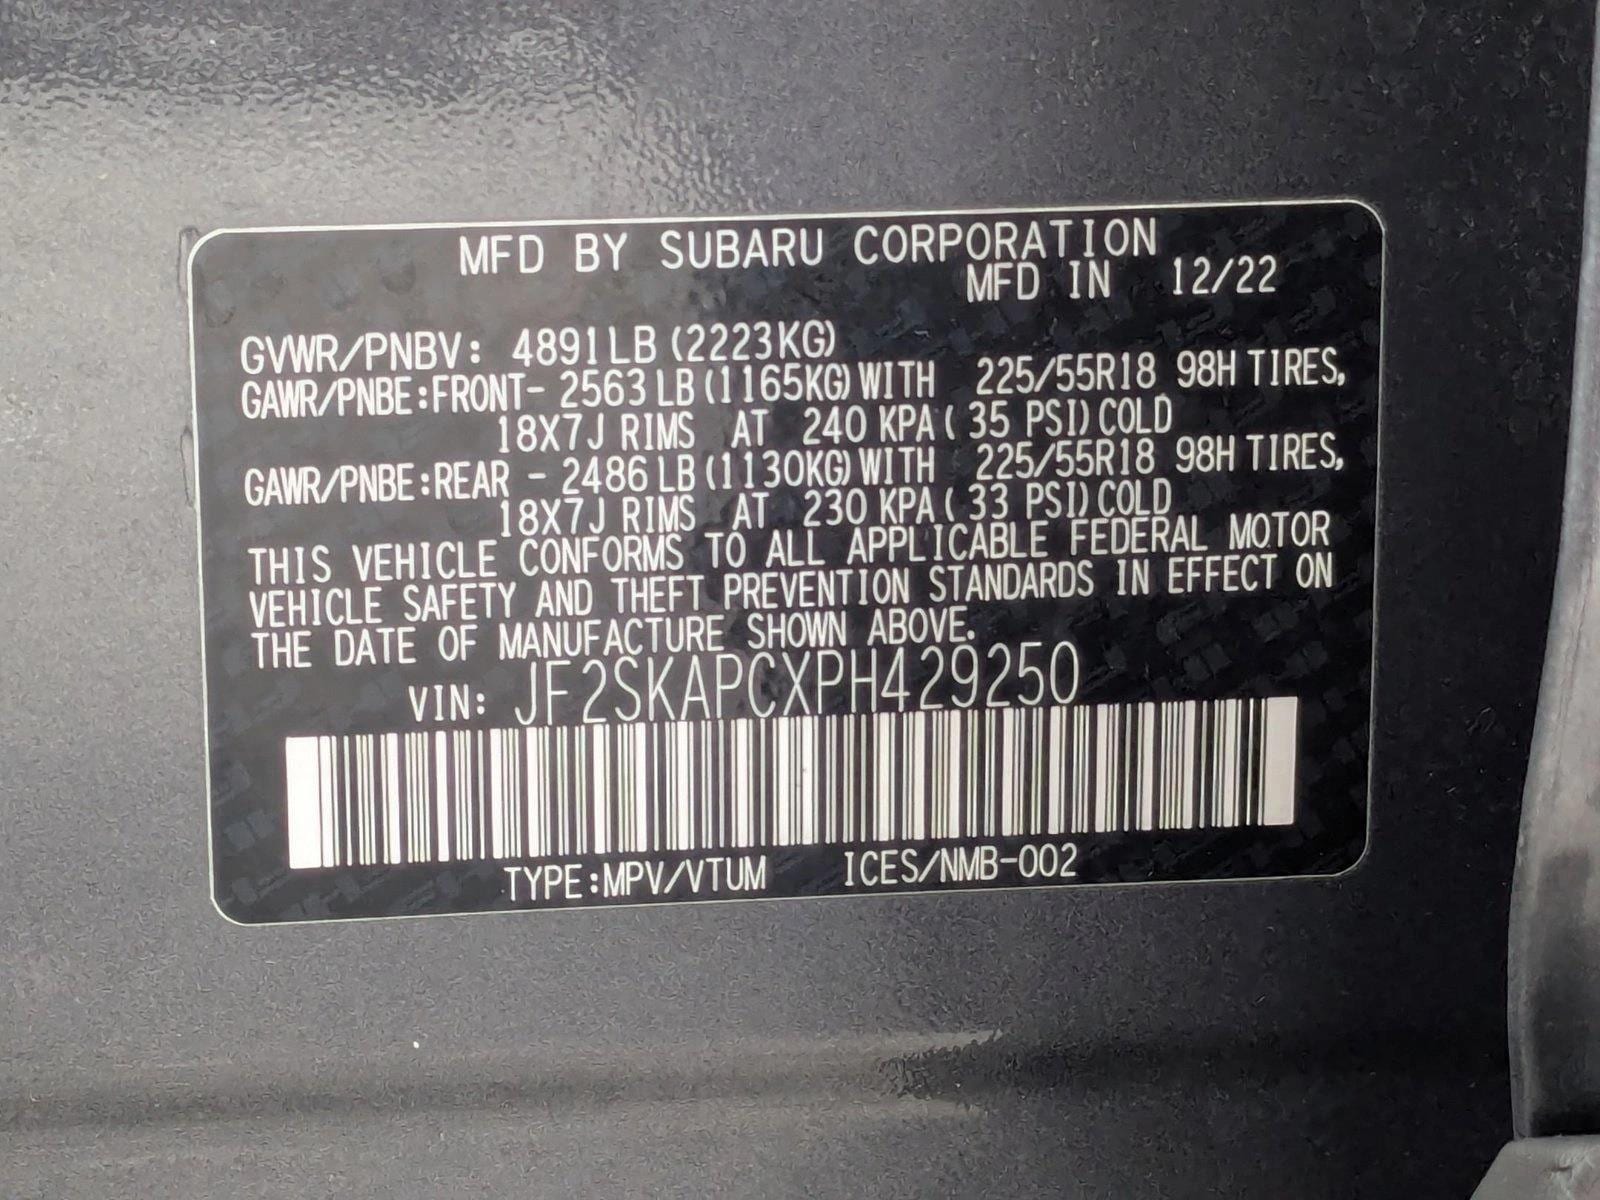 MFD BY SUBARU CORPORATION
MFD IN 12/22
GVWR/PNBV: 4891LB (2223KG)
GAWR/PNBE:FRONT- 2563 LB (1165KG) WITH 225/55R18 98H TIRES,
18X7J RIMS AT 240 KPA ( 35 PSI) COLD
GAWR/PNBE:REAR - 2486 LB (1130KG) WITH 225/55R18 98H TIRES,
18X7J RIMS AT 230 KPA ( 33 PSI) COLD
THIS VEHICLE CONFORMS TO ALL APPLICABLE FEDERAL MOTOR
VEHICLE SAFETY AND THEFT PREVENTION STANDARDS IN EFFECT ON
THE DATE OF MANUFACTURE SHOWN ABOVE.
VIN: JF2SKAPCXPH429250
TYPE:MPV/VTUM ICES/NMB-002